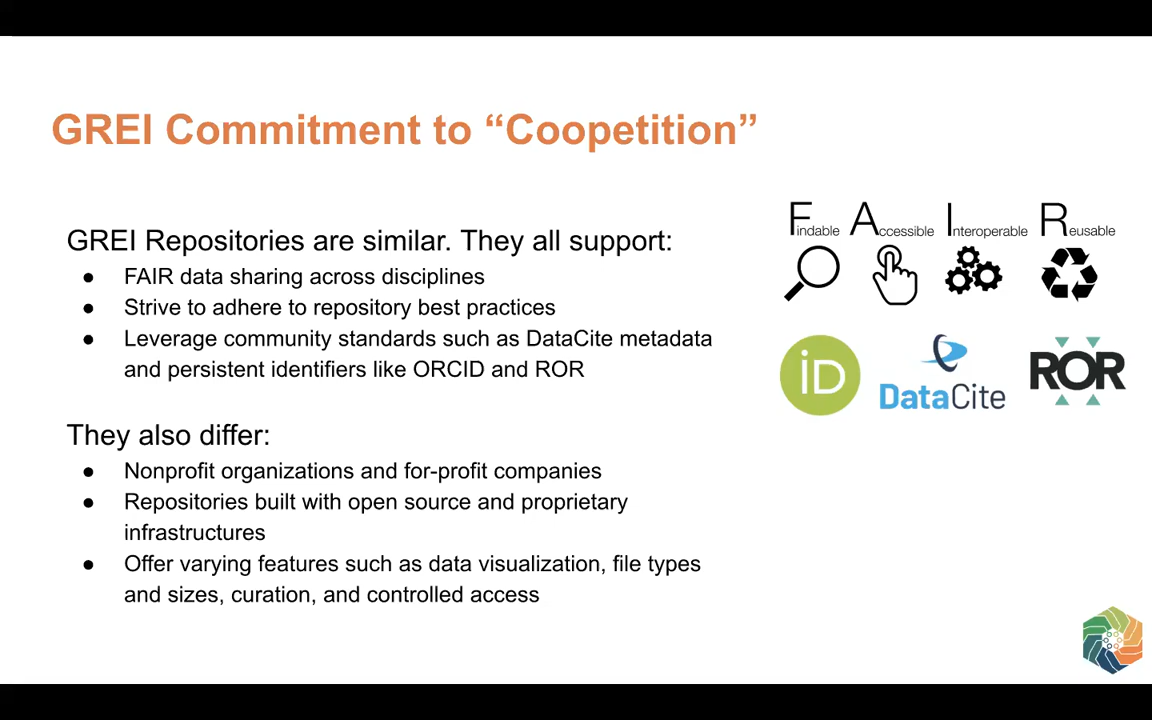 GREI Commitment to “Coopetition”
GREI Repositories are similar. They all support:
● FAIR data sharing across disciplines
● Strive to adhere to repository best practices
● Leverage community standards such as DataCite metadata
and persistent identifiers like ORCID and ROR
They also differ:
● Nonprofit organizations and for-profit companies
● Repositories built with open source and proprietary
infrastructures
● Offer varying features such as data visualization, file types
and sizes, curation, and controlled access
Findable Accessible Interoperable Reusable
iD DataCite ROR